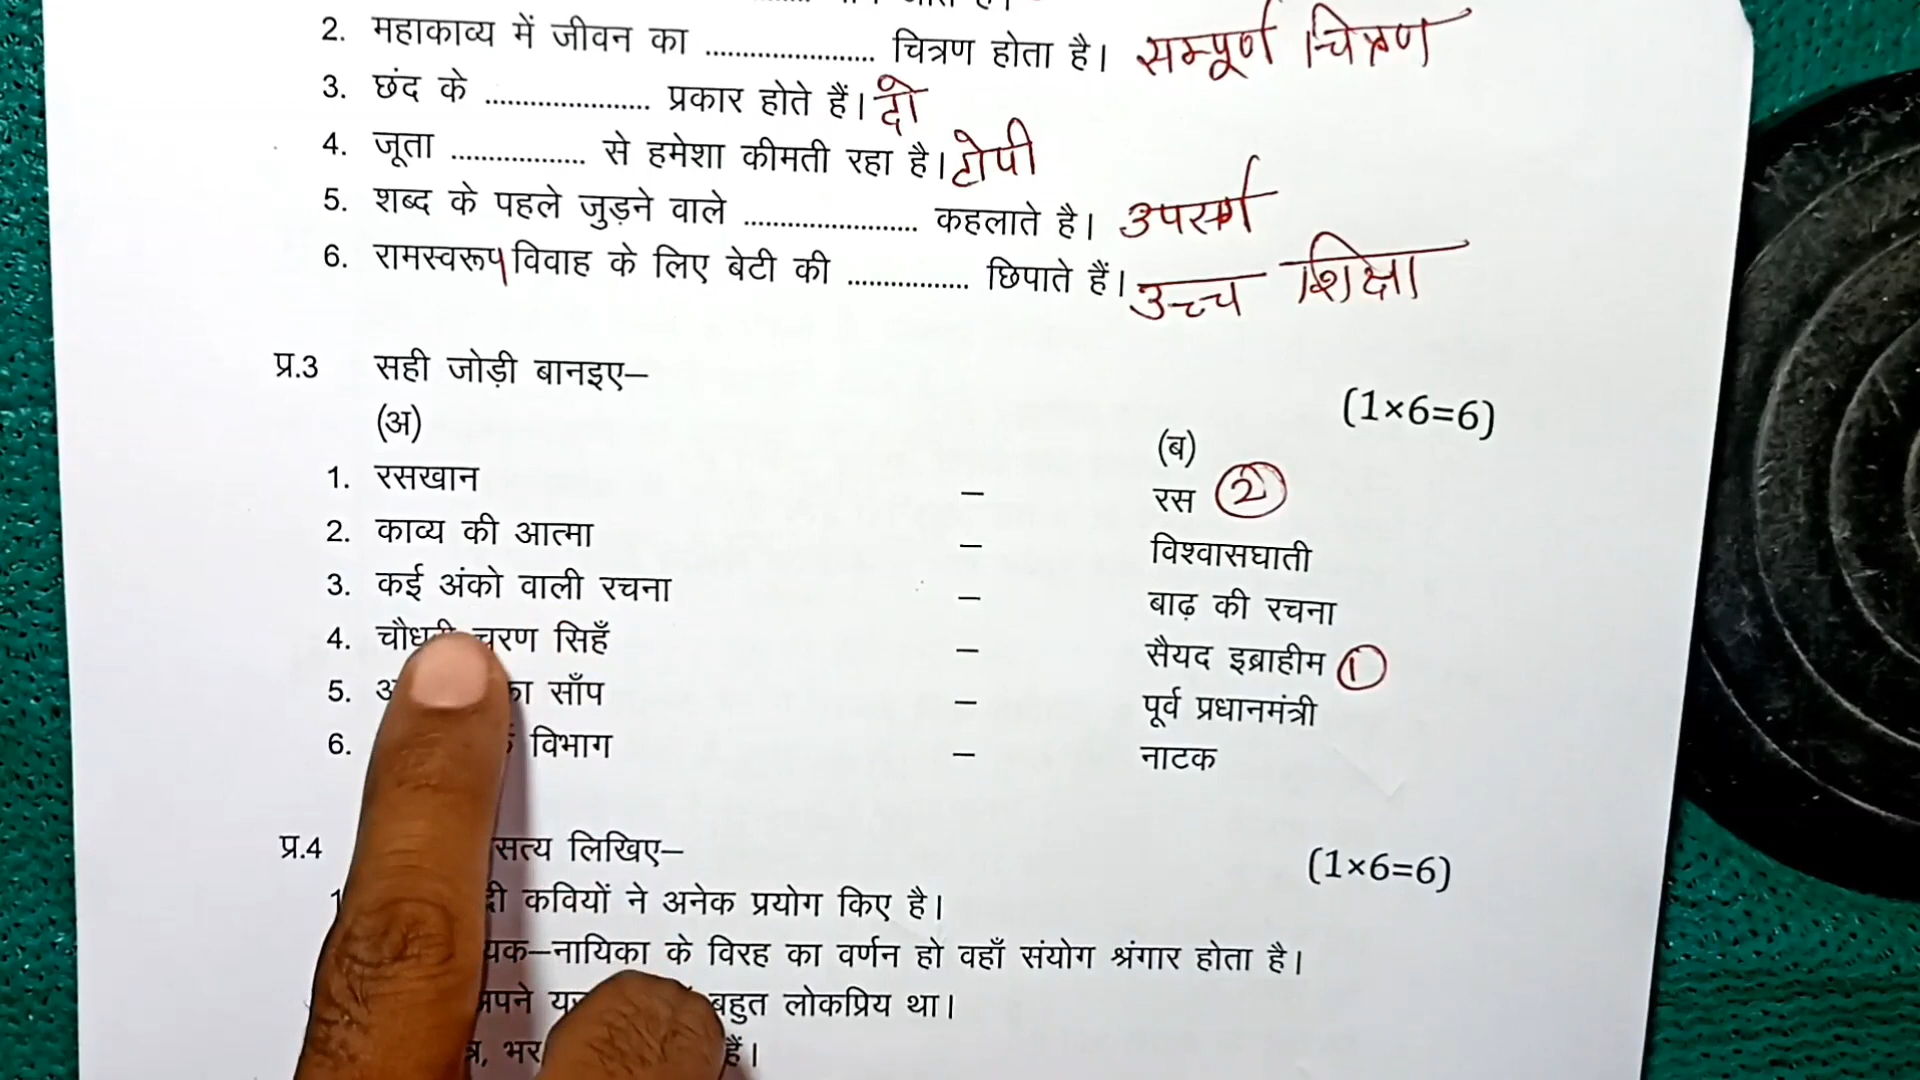 2. महाकाव्य में जीवन का ...................... चित्रण होता है। सम्पूर्ण चित्रण
3. छंद के ...................... प्रकार होते हैं। दो
4. जूता .................. से हमेशा कीमती रहा है। टोपी
5. शब्द के पहले जुड़ने वाले ....................... कहलाते है। उपसर्ग
6. रामस्वरूप विवाह के लिए बेटी की ................ छिपाते हैं। उच्च शिक्षा
प्र.3 सही जोड़ी बानइए–
(1×6=6)
(अ) (ब)
1. रसखान – रस 2
2. काव्य की आत्मा – विश्वासघाती
3. कई अंको वाली रचना – बाढ़ की रचना
4. चौधरी चरण सिहँ – सैयद इब्राहीम 1
5. साँप – पूर्व प्रधानमंत्री
6. विभाग – नाटक
प्र.4 सत्य लिखिए– (1×6=6)
कवियों ने अनेक प्रयोग किए है।
नायिका के विरह का वर्णन हो वहाँ संयोग श्रंगार होता है।
बहुत लोकप्रिय था।
हैं।